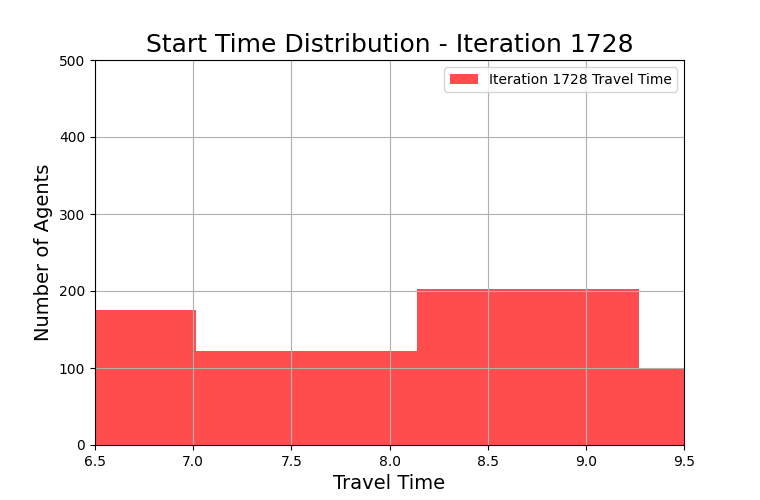 Start Time Distribution - Iteration 1728
Iteration 1728 Travel Time
Number of Agents
500
400
300
200
100
0
6.5 7.0 7.5 8.0 8.5 9.0 9.5
Travel Time